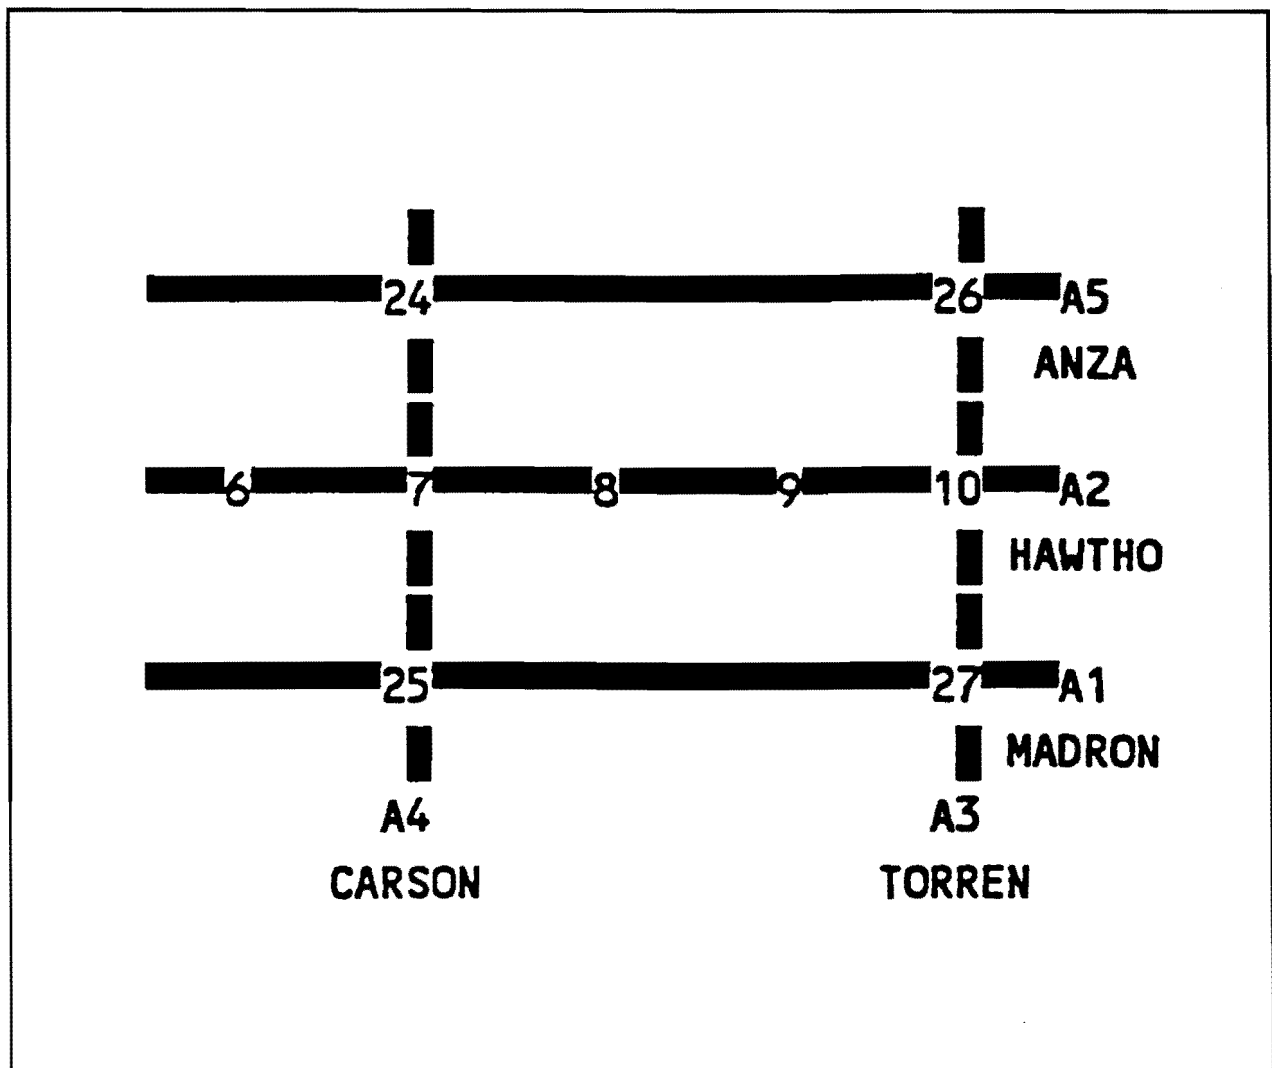 24 26 A5
ANZA
6 7 8 9 10 A2
HAWTHO
25 27 A1
MADRON
A4 A3
CARSON TORREN